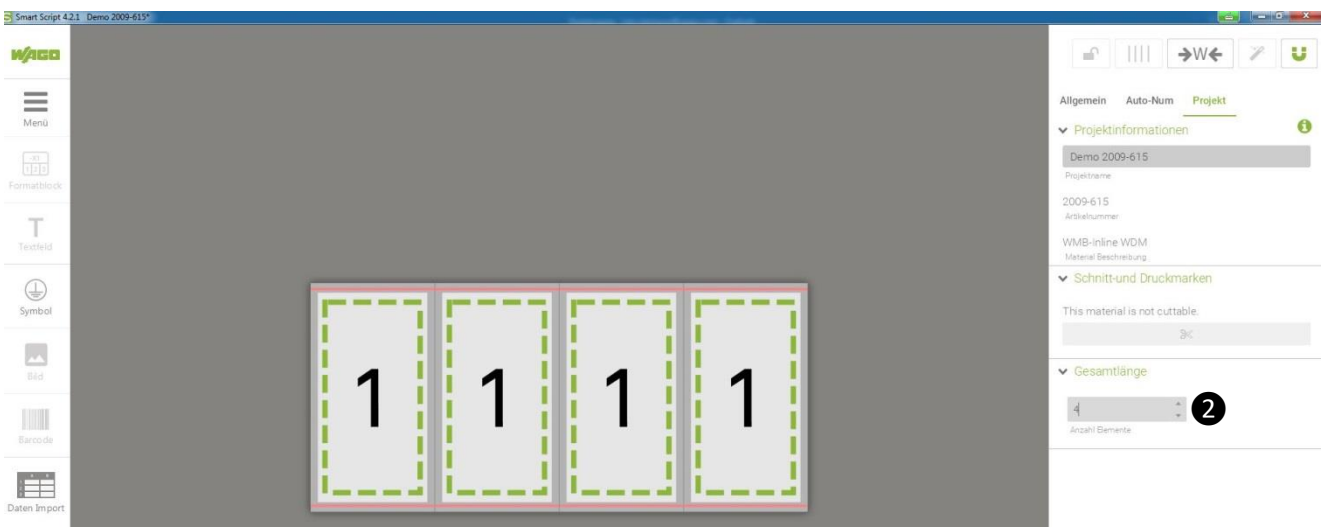 Smart Script 4.2.1 Demo 2009-615*
WAGO
Menü
Formatblock
T
Textfeld
Symbol
Bild
Barcode
Daten Import
1 1 1 1
→W←
Allgemein Auto-Num Projekt
Projektinformationen
Demo 2009-615
Projektname
2009-615
Artikelnummer
WMB-Inline WDM
Material Beschreibung
Schnitt-und Druckmarken
This material is not cuttable.
Gesamtlänge
4
2
Anzahl Elemente